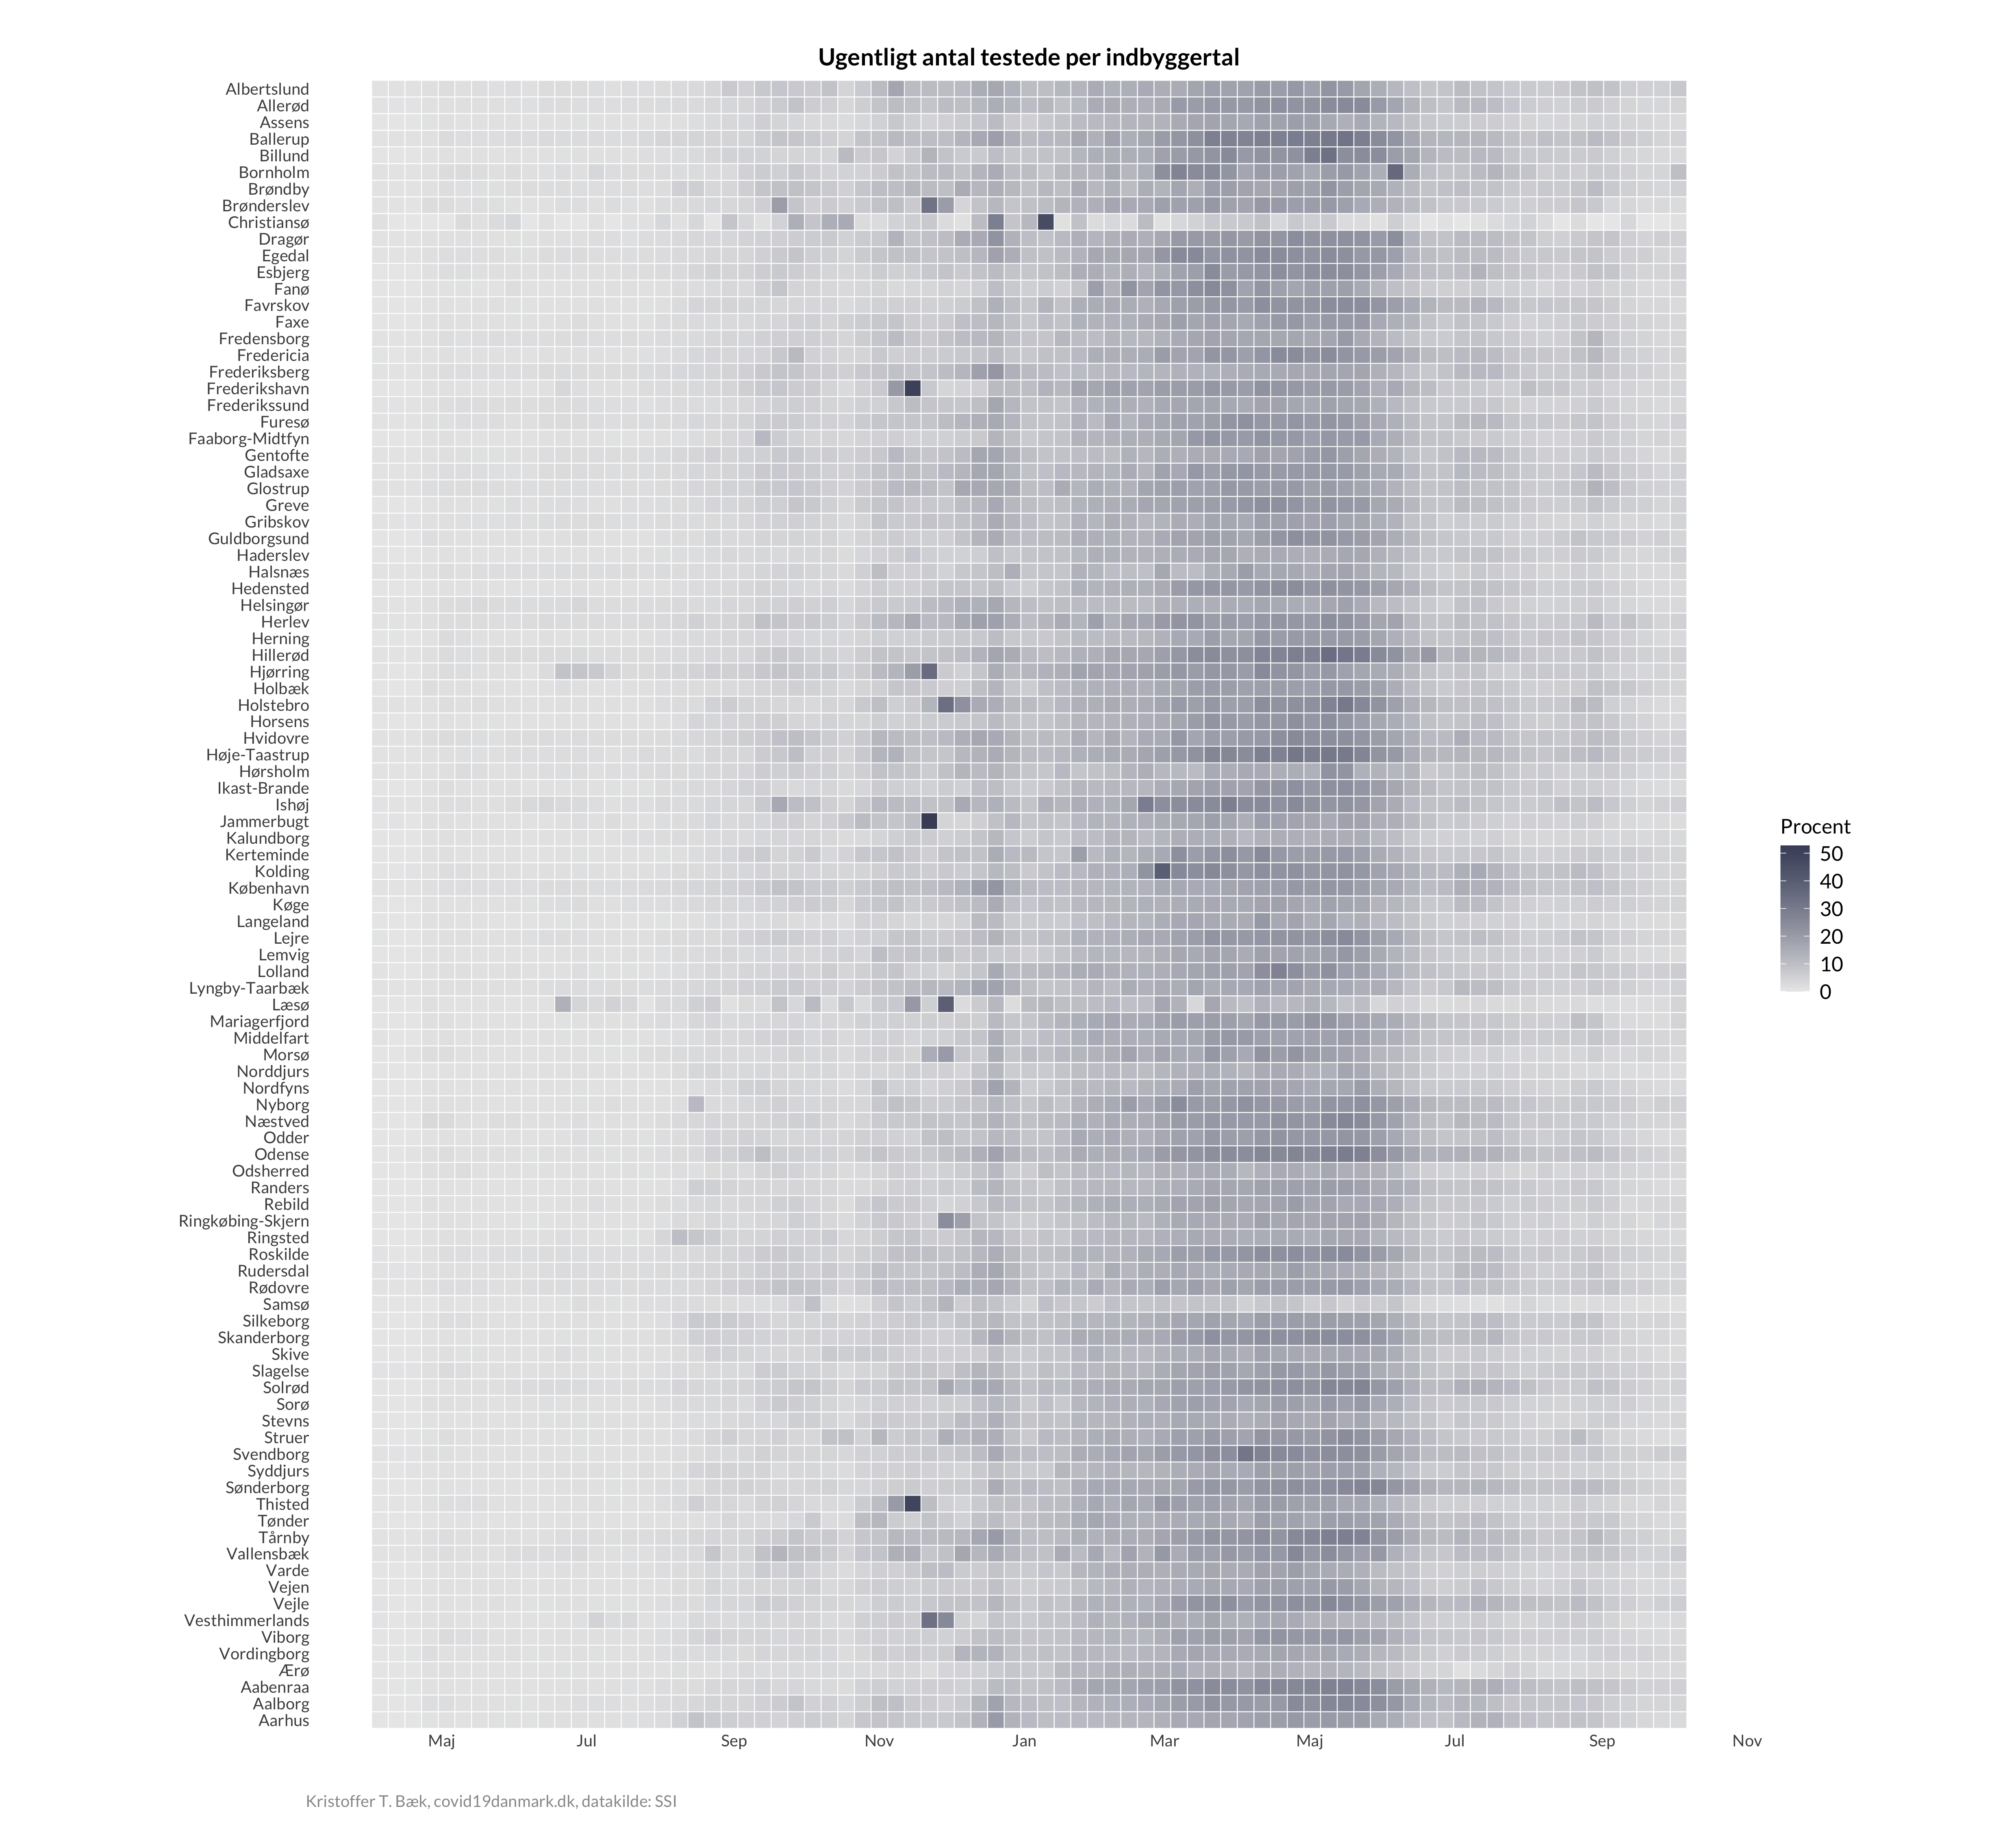 Ugentligt antal testede per indbyggertal
Albertslund
Allerød
Assens
Ballerup
Billund
Bornholm
Brøndby
Brønderslev
Christiansø
Dragør
Egedal
Esbjerg
Fanø
Favrskov
Faxe
Fredensborg
Fredericia
Frederiksberg
Frederikshavn
Frederikssund
Furesø
Faaborg-Midtfyn
Gentofte
Gladsaxe
Glostrup
Greve
Gribskov
Guldborgsund
Haderslev
Halsnæs
Hedensted
Helsingør
Herlev
Herning
Hillerød
Hjørring
Holbæk
Holstebro
Horsens
Hvidovre
Høje-Taastrup
Hørsholm
Ikast-Brande
Ishøj
Jammerbugt
Kalundborg
Kerteminde
Kolding
København
Køge
Langeland
Lejre
Lemvig
Lolland
Lyngby-Taarbæk
Læsø
Mariagerfjord
Middelfart
Morsø
Norddjurs
Nordfyns
Nyborg
Næstved
Odder
Odense
Odsherred
Randers
Rebild
Ringkøbing-Skjern
Ringsted
Roskilde
Rudersdal
Rødovre
Samsø
Silkeborg
Skanderborg
Skive
Slagelse
Solrød
Sorø
Stevns
Struer
Svendborg
Syddjurs
Sønderborg
Thisted
Tønder
Tårnby
Vallensbæk
Varde
Vejen
Vejle
Vesthimmerlands
Viborg
Vordingborg
Ærø
Aabenraa
Aalborg
Aarhus
Maj Jul Sep Nov Jan Mar Maj Jul Sep Nov
Procent
50
40
30
20
10
0
Kristoffer T. Bæk, covid19danmark.dk, datakilde: SSI